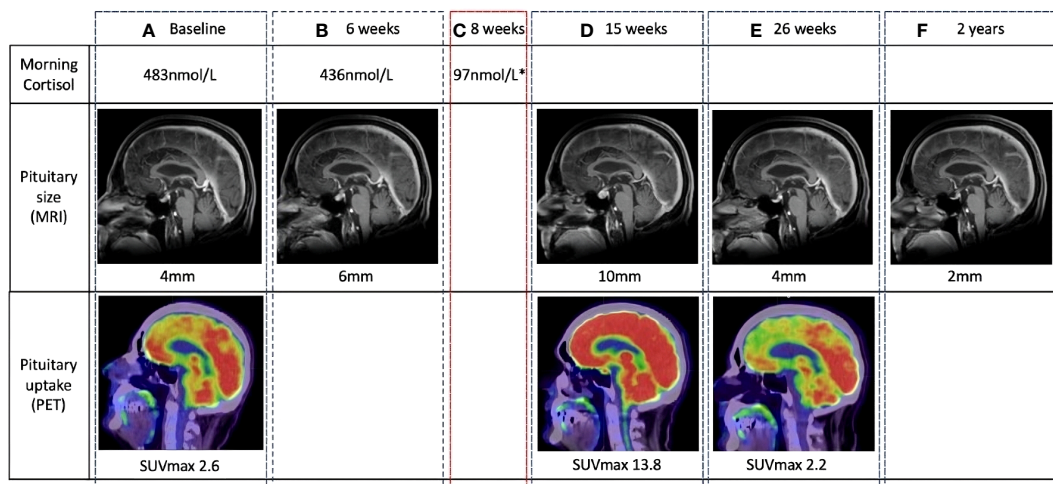 A Baseline B 6 weeks C 8 weeks D 15 weeks E 26 weeks F 2 years
Morning
Cortisol
483nmol/L 436nmol/L 97nmol/L*
Pituitary
size
(MRI)
4mm 6mm 10mm 4mm 2mm
Pituitary
uptake
(PET)
SUVmax 2.6 SUVmax 13.8 SUVmax 2.2